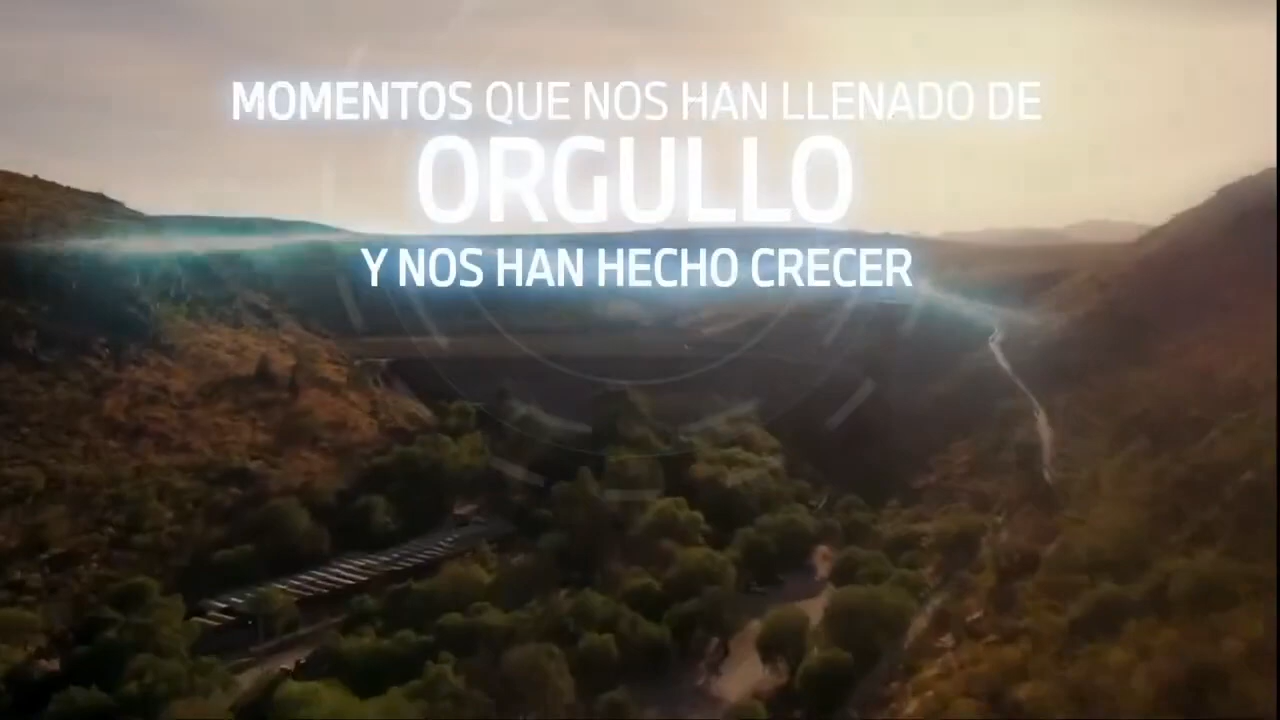 MOMENTOS QUE NOS HAN LLENADO DE
ORGULLO
Y NOS HAN HECHO CRECER